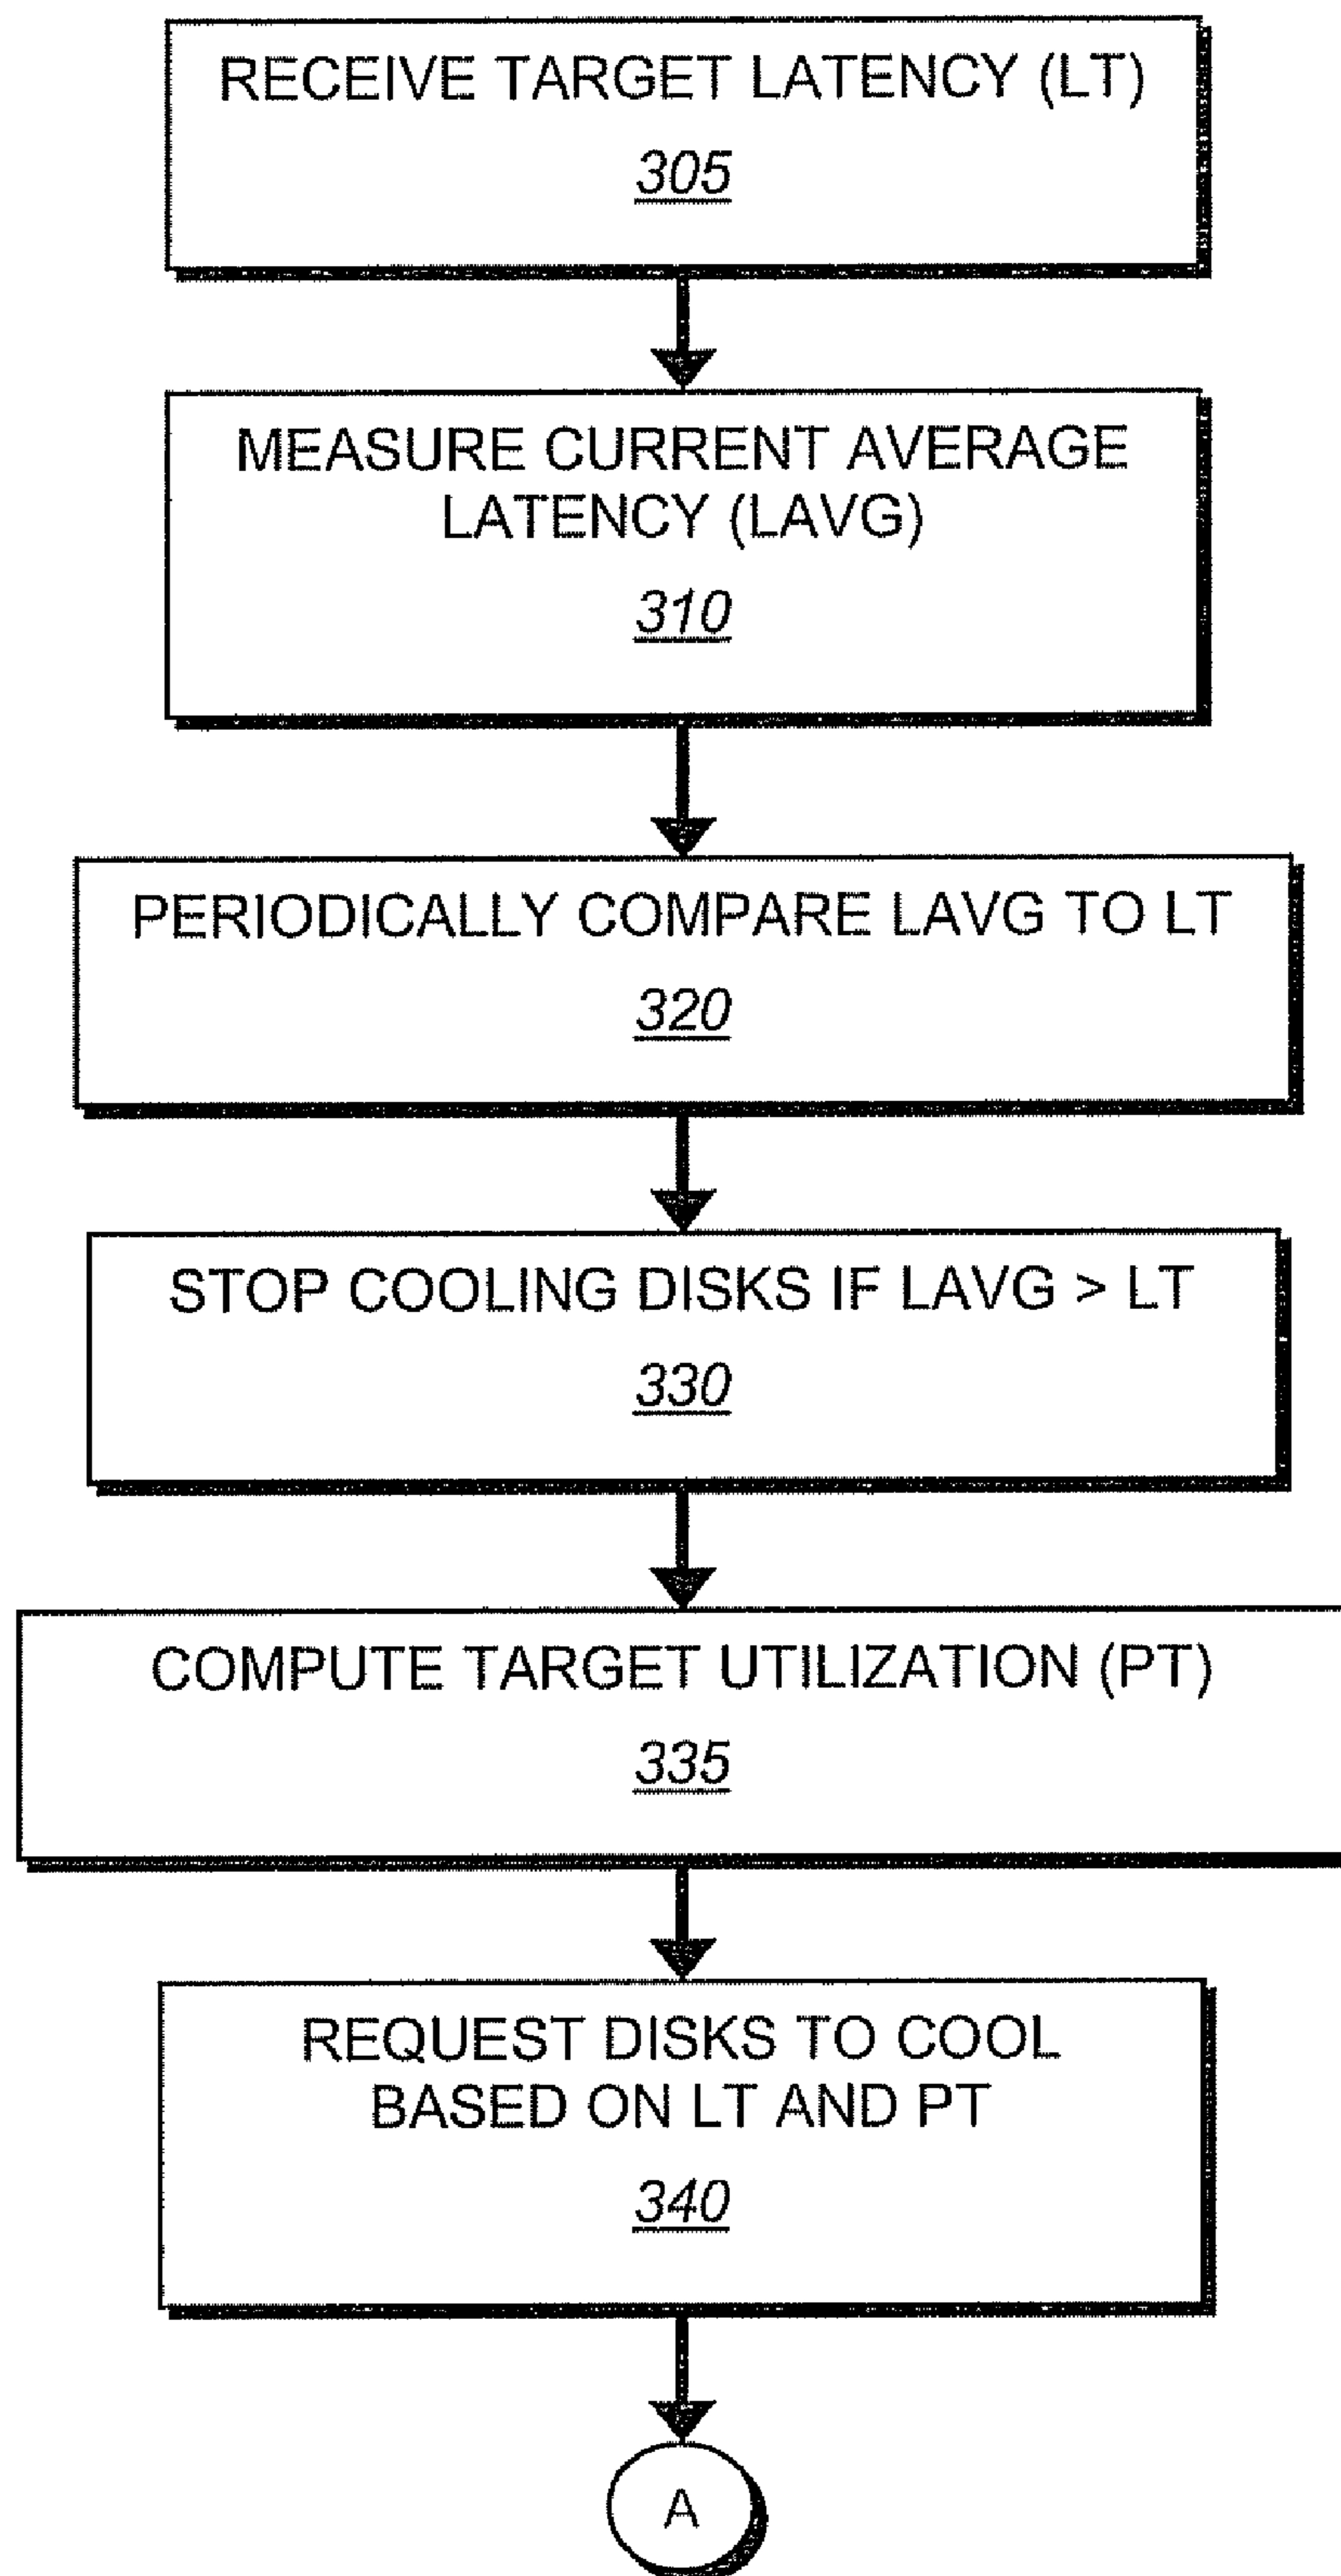 RECEIVE TARGET LATENCY (LT)
305
MEASURE CURRENT AVERAGE
LATENCY (LAVG)
310
PERIODICALLY COMPARE LAVG TO LT
320
STOP COOLING DISKS IF LAVG > LT
330
COMPUTE TARGET UTILIZATION (PT)
335
REQUEST DISKS TO COOL
BASED ON LT AND PT
340
A